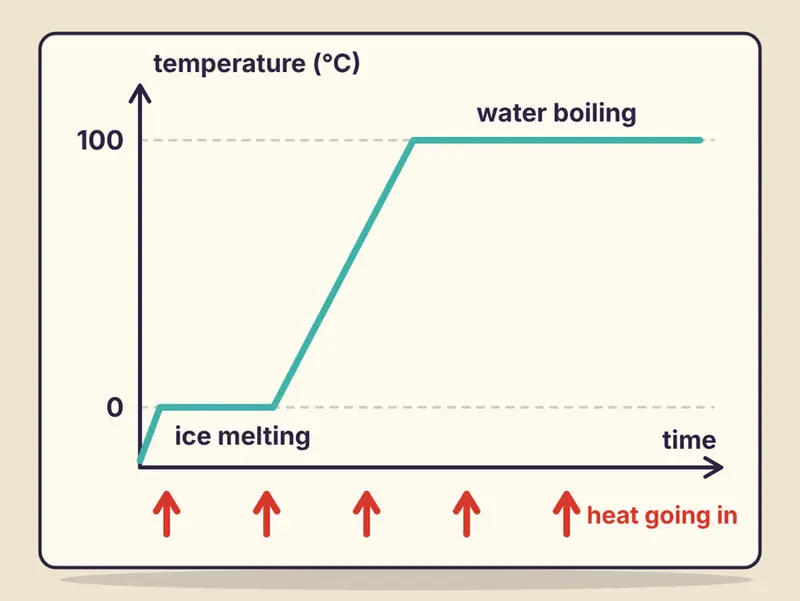 temperature (°C)
water boiling
100
0
ice melting
time
heat going in